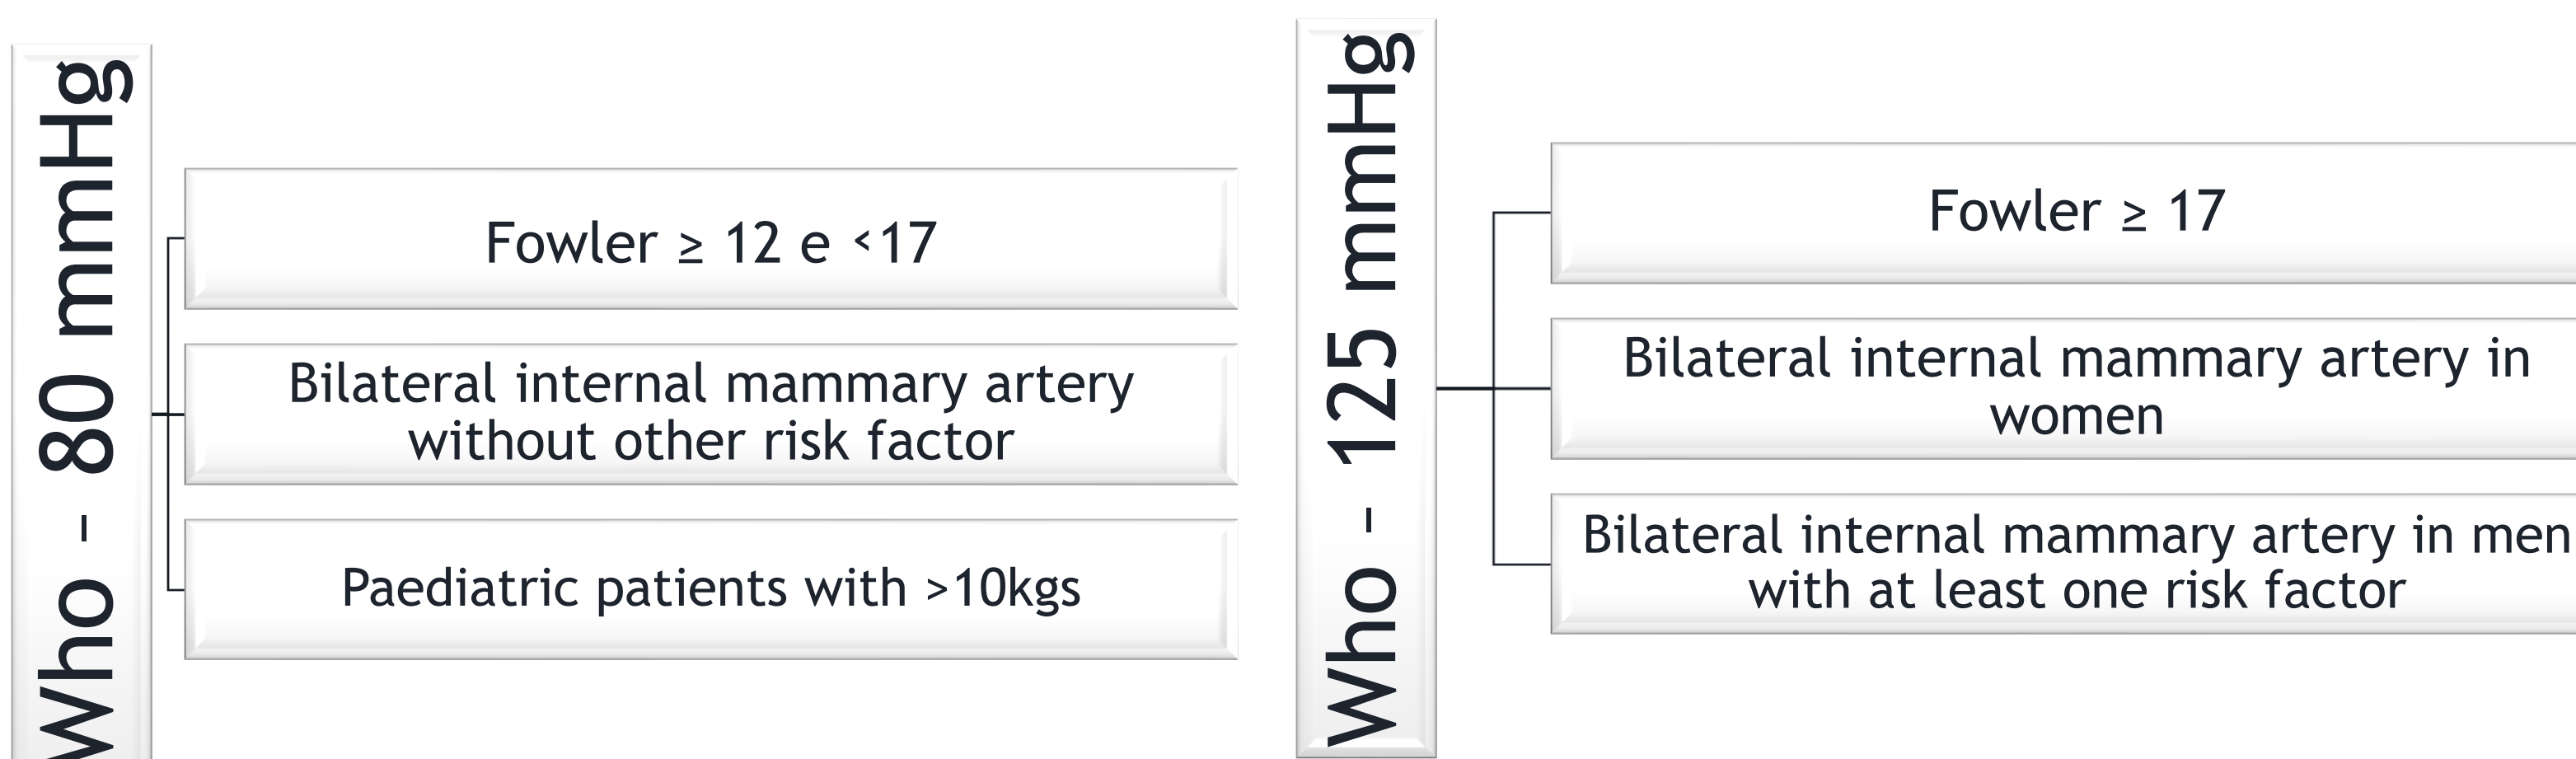 Who - 80 mmHg
Fowler ≥ 12 e <17
Bilateral internal mammary artery
without other risk factor
Paediatric patients with >10kgs
Who - 125 mmHg
Fowler ≥ 17
Bilateral internal mammary artery in
women
Bilateral internal mammary artery in men
with at least one risk factor